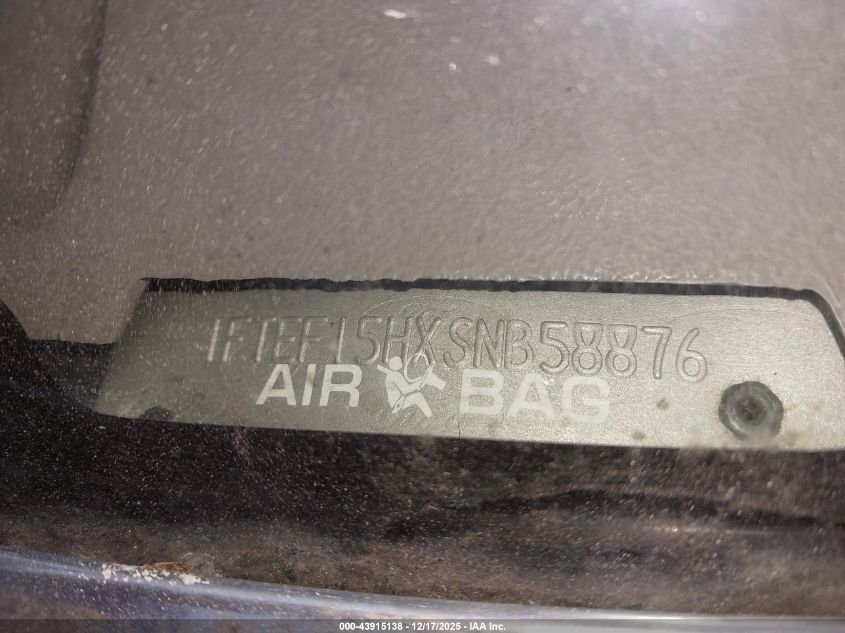 1FTEF15HXSNB58876
AIR BAG
000-43915138 - 12/17/2025 - IAA Inc.